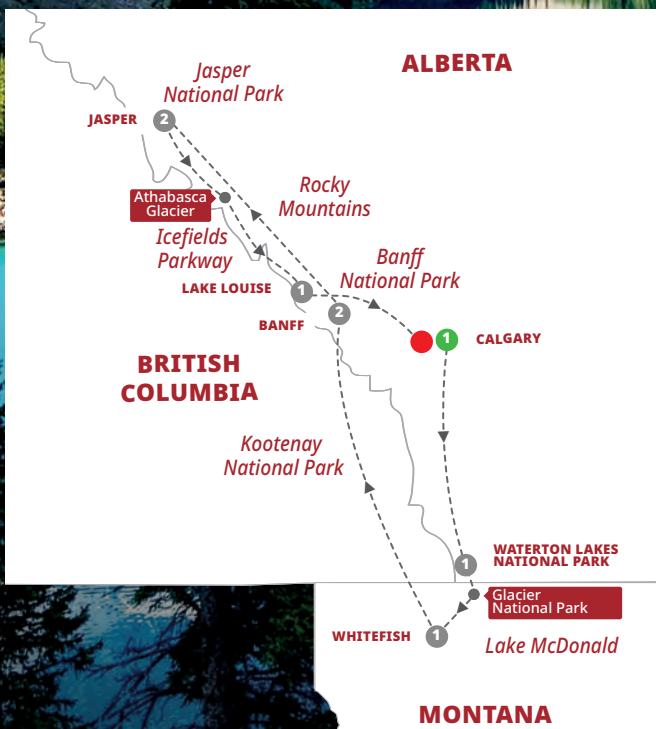 ALBERTA
Jasper
National Park
JASPER
2
Athabasca
Glacier
Rocky
Mountains
Icefields
Parkway
Banff
National Park
LAKE LOUISE
1
2
BANFF
1
CALGARY
BRITISH
COLUMBIA
Kootenay
National Park
1
WATERTON LAKES
NATIONAL PARK
Glacier
National Park
WHITEFISH
1
Lake McDonald
MONTANA